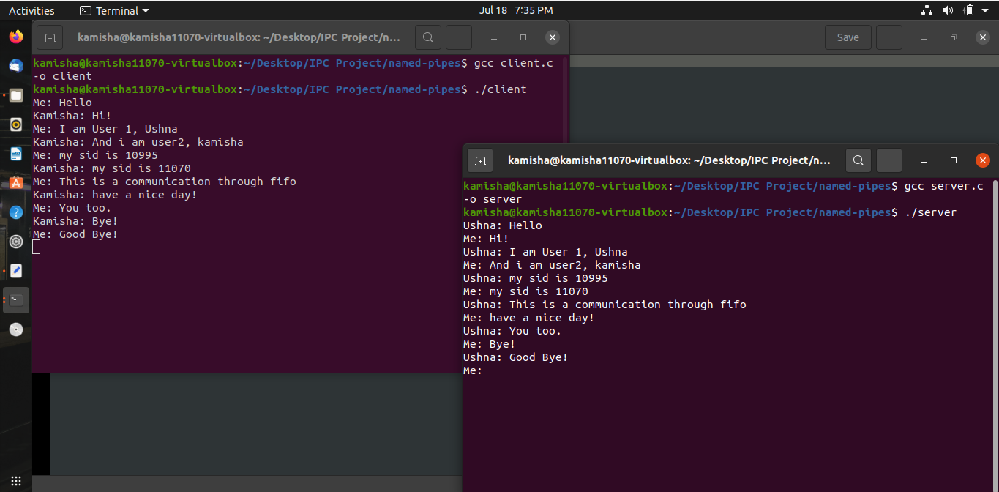 Activities
Terminal
Jul 18 7:35 PM
kamisha@kamisha11070-virtualbox: ~/Desktop/IPC Project/n...
Save
kamisha@kamisha11070-virtualbox:~/Desktop/IPC Project/named-pipes$ gcc client.c
-o client
kamisha@kamisha11070-virtualbox:~/Desktop/IPC Project/named-pipes$ ./client
Me: Hello
Kamisha: Hi!
Me: I am User 1, Ushna
Kamisha: And i am user2, kamisha
Me: my sid is 10995
Kamisha: my sid is 11070
Me: This is a communication through fifo
Kamisha: have a nice day!
Me: You too.
Kamisha: Bye!
Me: Good Bye!
kamisha@kamisha11070-virtualbox: ~/Desktop/IPC Project/n...
kamisha@kamisha11070-virtualbox:~/Desktop/IPC Project/named-pipes$ gcc server.c
-o server
kamisha@kamisha11070-virtualbox:~/Desktop/IPC Project/named-pipes$ ./server
Ushna: Hello
Me: Hi!
Ushna: I am User 1, Ushna
Me: And i am user2, kamisha
Ushna: my sid is 10995
Me: my sid is 11070
Ushna: This is a communication through fifo
Me: have a nice day!
Ushna: You too.
Me: Bye!
Ushna: Good Bye!
Me: